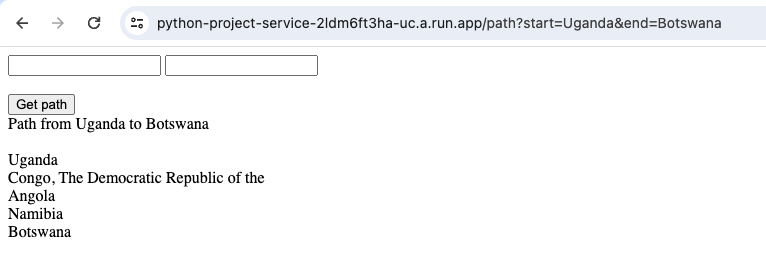 python-project-service-2ldm6ft3ha-uc.a.run.app/path?start=Uganda&end=Botswana
Get path
Path from Uganda to Botswana
Uganda
Congo, The Democratic Republic of the
Angola
Namibia
Botswana